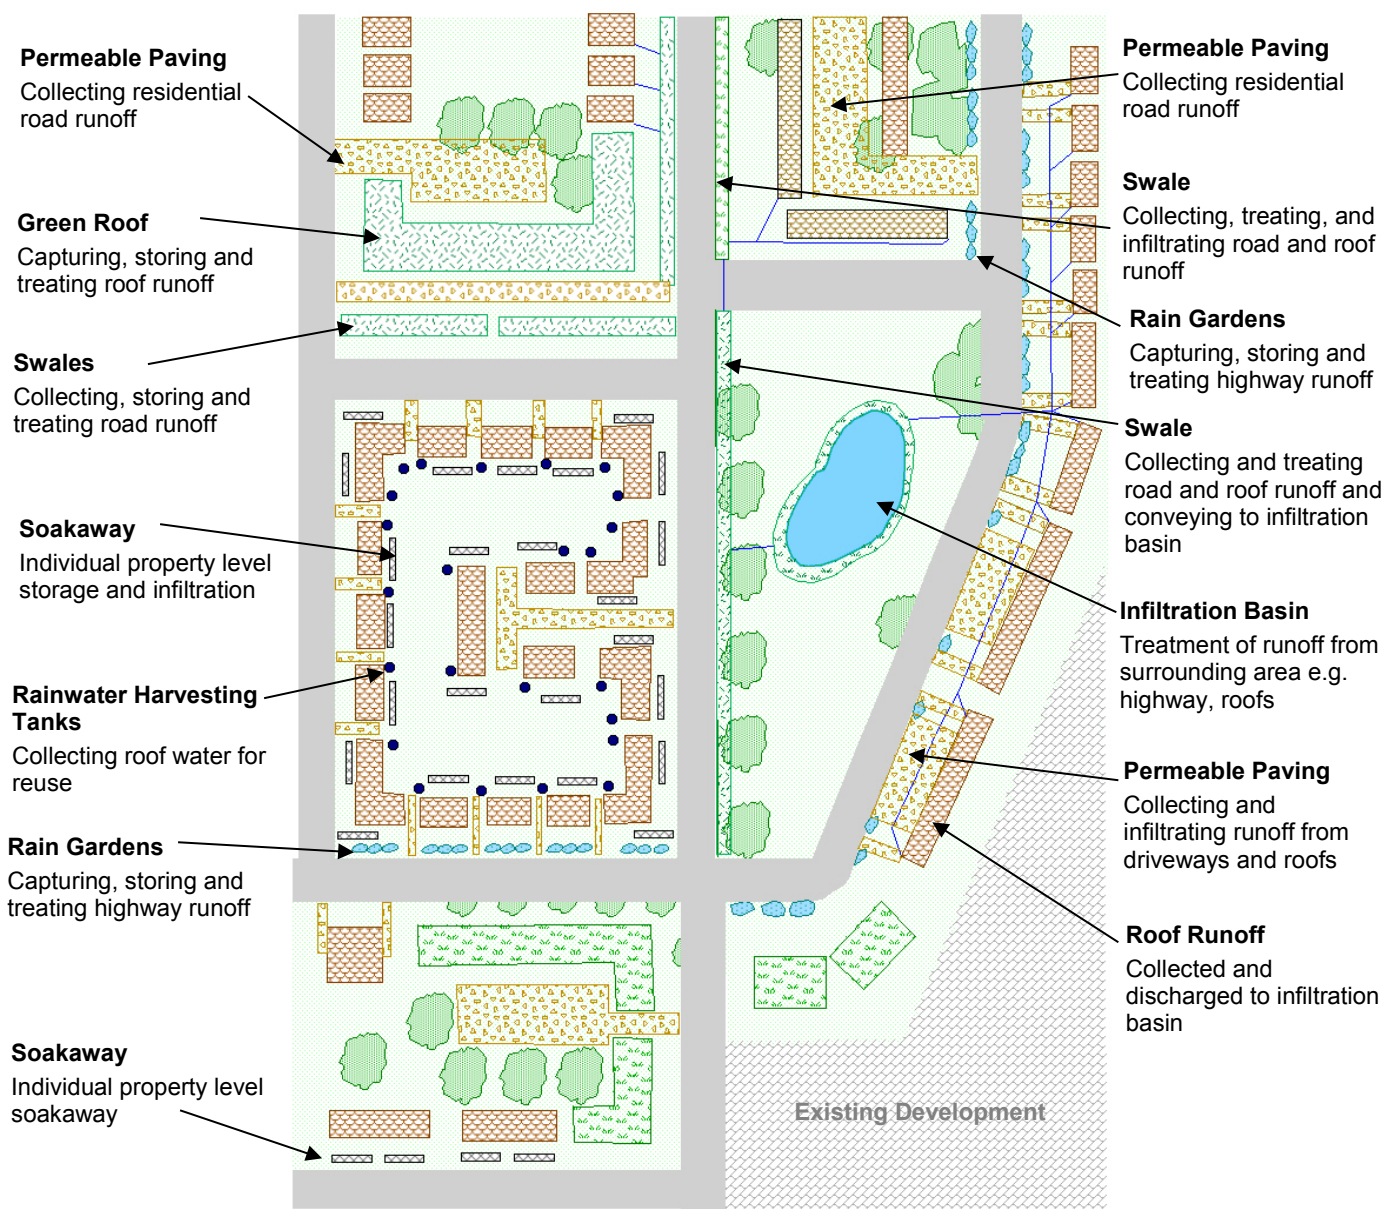 Permeable Paving
Collecting residential
road runoff
Green Roof
Capturing, storing and
treating roof runoff
Swales
Collecting, storing and
treating road runoff
Soakaway
Individual property level
storage and infiltration
Rainwater Harvesting
Tanks
Collecting roof water for
reuse
Rain Gardens
Capturing, storing and
treating highway runoff
Soakaway
Individual property level
soakaway
Permeable Paving
Collecting residential
road runoff
Swale
Collecting, treating, and
infiltrating road and roof
runoff
Rain Gardens
Capturing, storing and
treating highway runoff
Swale
Collecting and treating
road and roof runoff and
conveying to infiltration
basin
Infiltration Basin
Treatment of runoff from
surrounding area e.g.
highway, roofs
Permeable Paving
Collecting and
infiltrating runoff from
driveways and roofs
Roof Runoff
Collected and
discharged to infiltration
basin
Existing Development